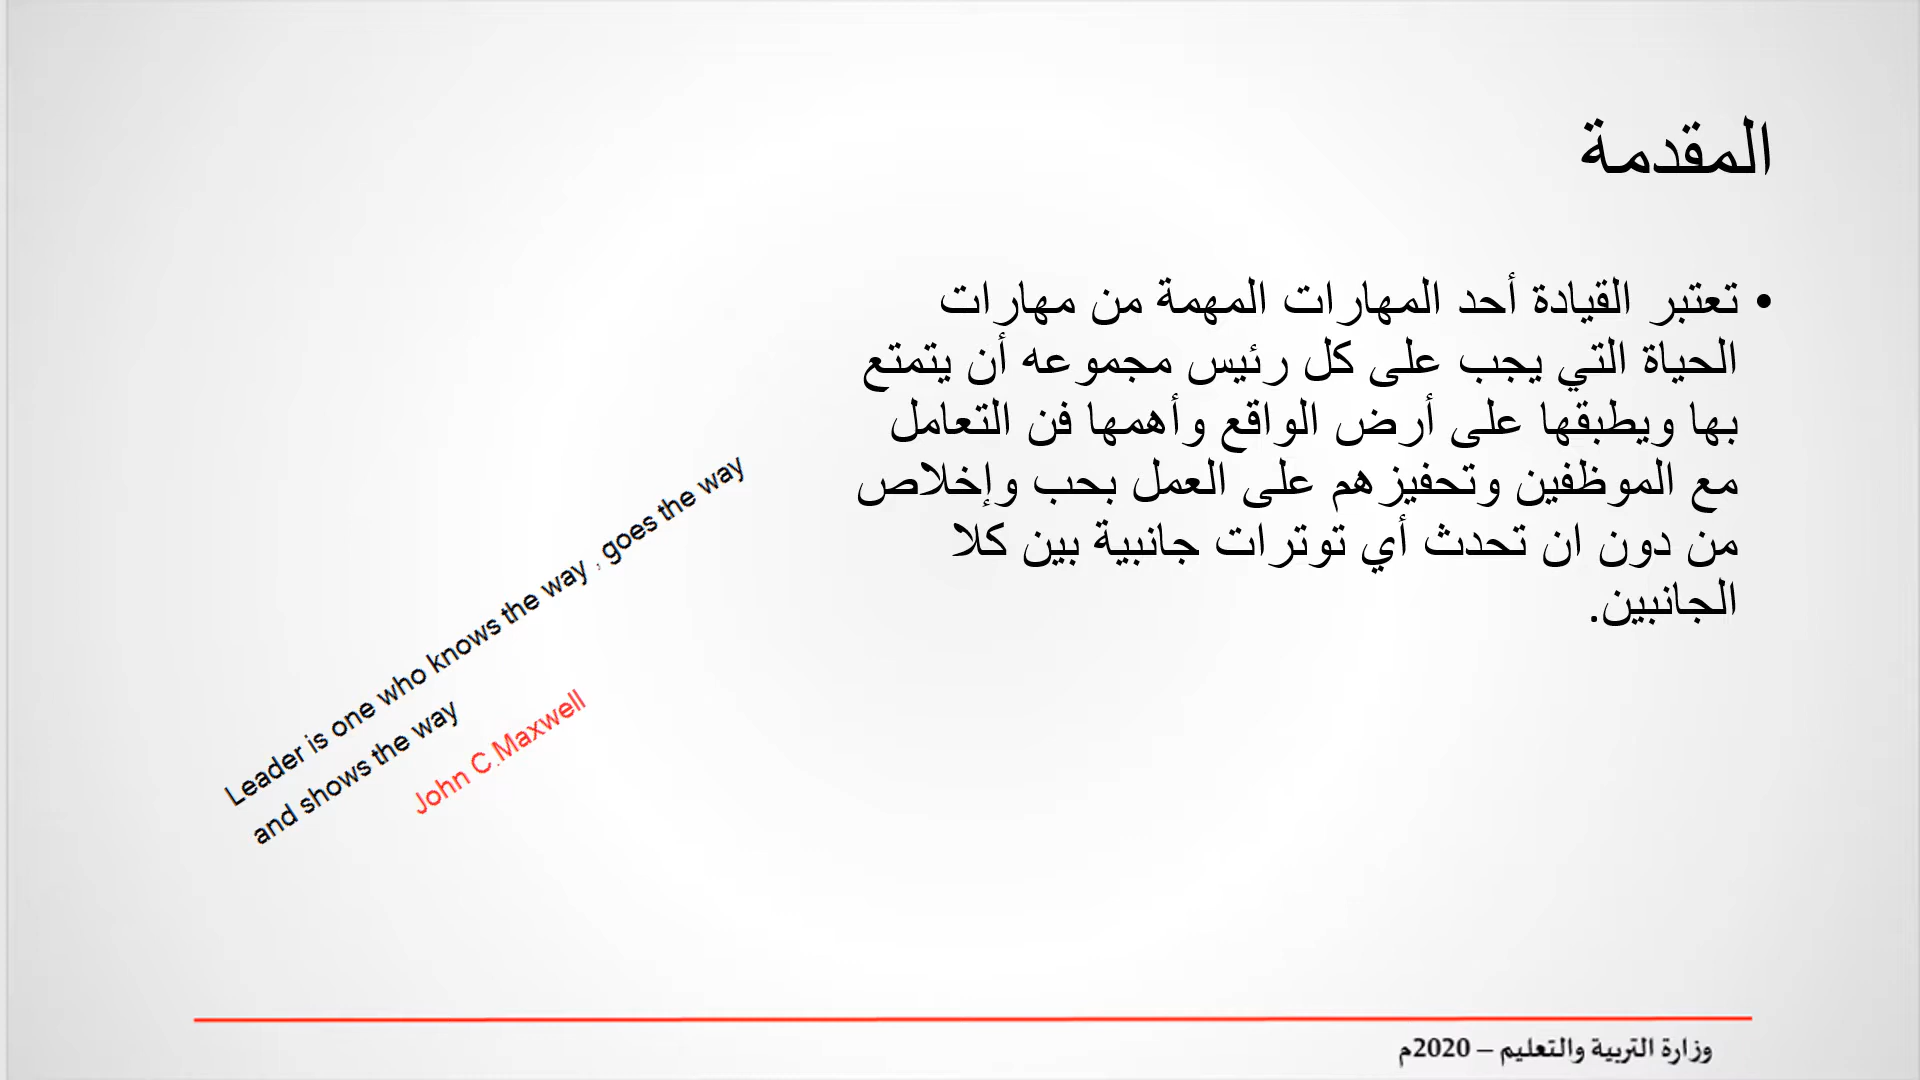 المقدمة
• تعتبر القيادة أحد المهارات المهمة من مهارات
الحياة التي يجب على كل رئيس مجموعه أن يتمتع
بها ويطبقها على أرض الواقع وأهمها فن التعامل
مع الموظفين وتحفيزهم على العمل بحب وإخلاص
من دون ان تحدث أي توترات جانبية بين كلا
الجانبين.
Leader is one who knows the way , goes the way
and shows the way
John C.Maxwell
وزارة التربية والتعليم – 2020م